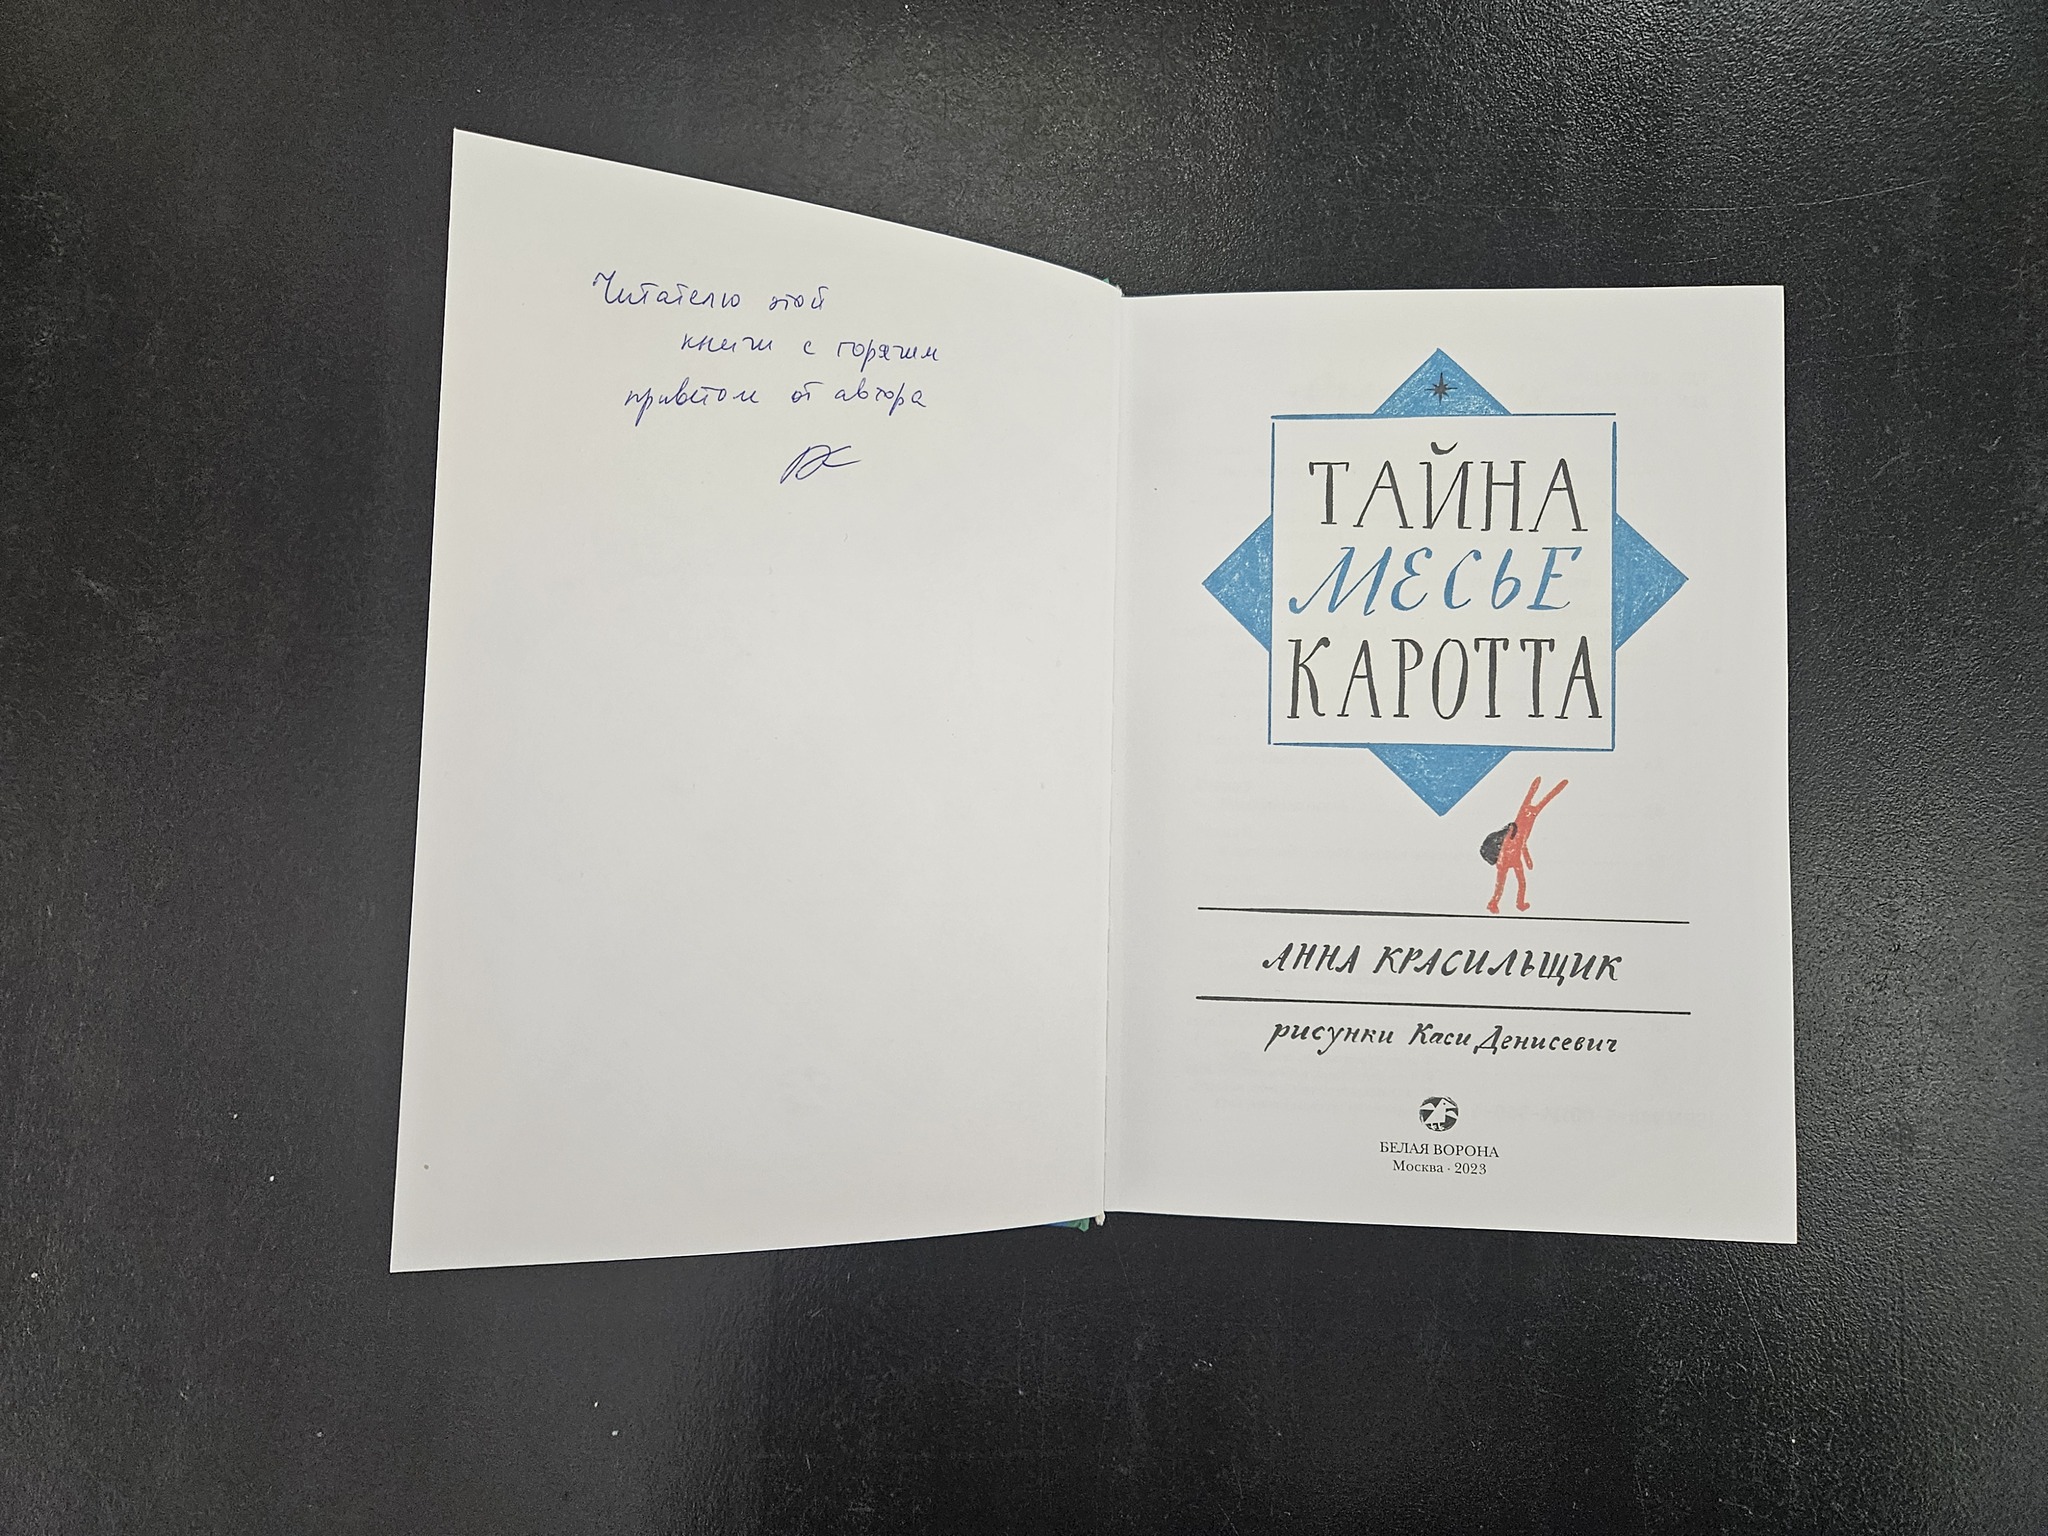 Читателю этой
книги с горячим
приветом от автора
ТАЙНА
МЕСЬЕ
КАРОТТА
АННА КРАСИЛЬЩИК
рисунки Каси Денисевич
БЕЛАЯ ВОРОНА
Москва · 2023